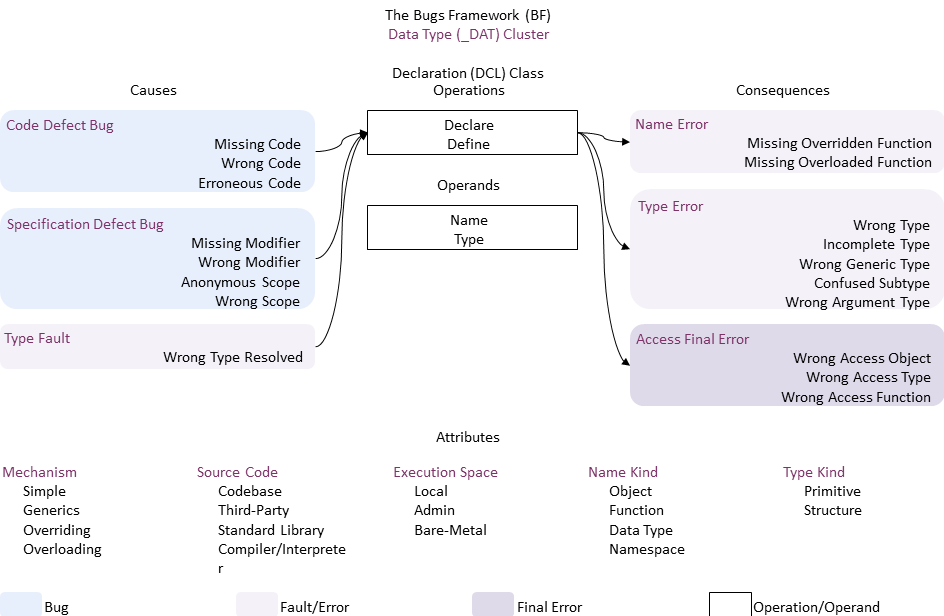 The Bugs Framework (BF)
Data Type (_DAT) Cluster
Declaration (DCL) Class
Causes
Operations
Consequences
Code Defect Bug
Missing Code
Wrong Code
Erroneous Code
Specification Defect Bug
Missing Modifier
Wrong Modifier
Anonymous Scope
Wrong Scope
Type Fault
Wrong Type Resolved
Declare
Define
Operands
Name
Type
Name Error
Missing Overridden Function
Missing Overloaded Function
Type Error
Wrong Type
Incomplete Type
Wrong Generic Type
Confused Subtype
Wrong Argument Type
Access Final Error
Wrong Access Object
Wrong Access Type
Wrong Access Function
Attributes
Mechanism
Simple
Generics
Overriding
Overloading
Source Code
Codebase
Third-Party
Standard Library
Compiler/Interprete
r
Execution Space
Local
Admin
Bare-Metal
Name Kind
Object
Function
Data Type
Namespace
Type Kind
Primitive
Structure
Bug
Fault/Error
Final Error
Operation/Operand